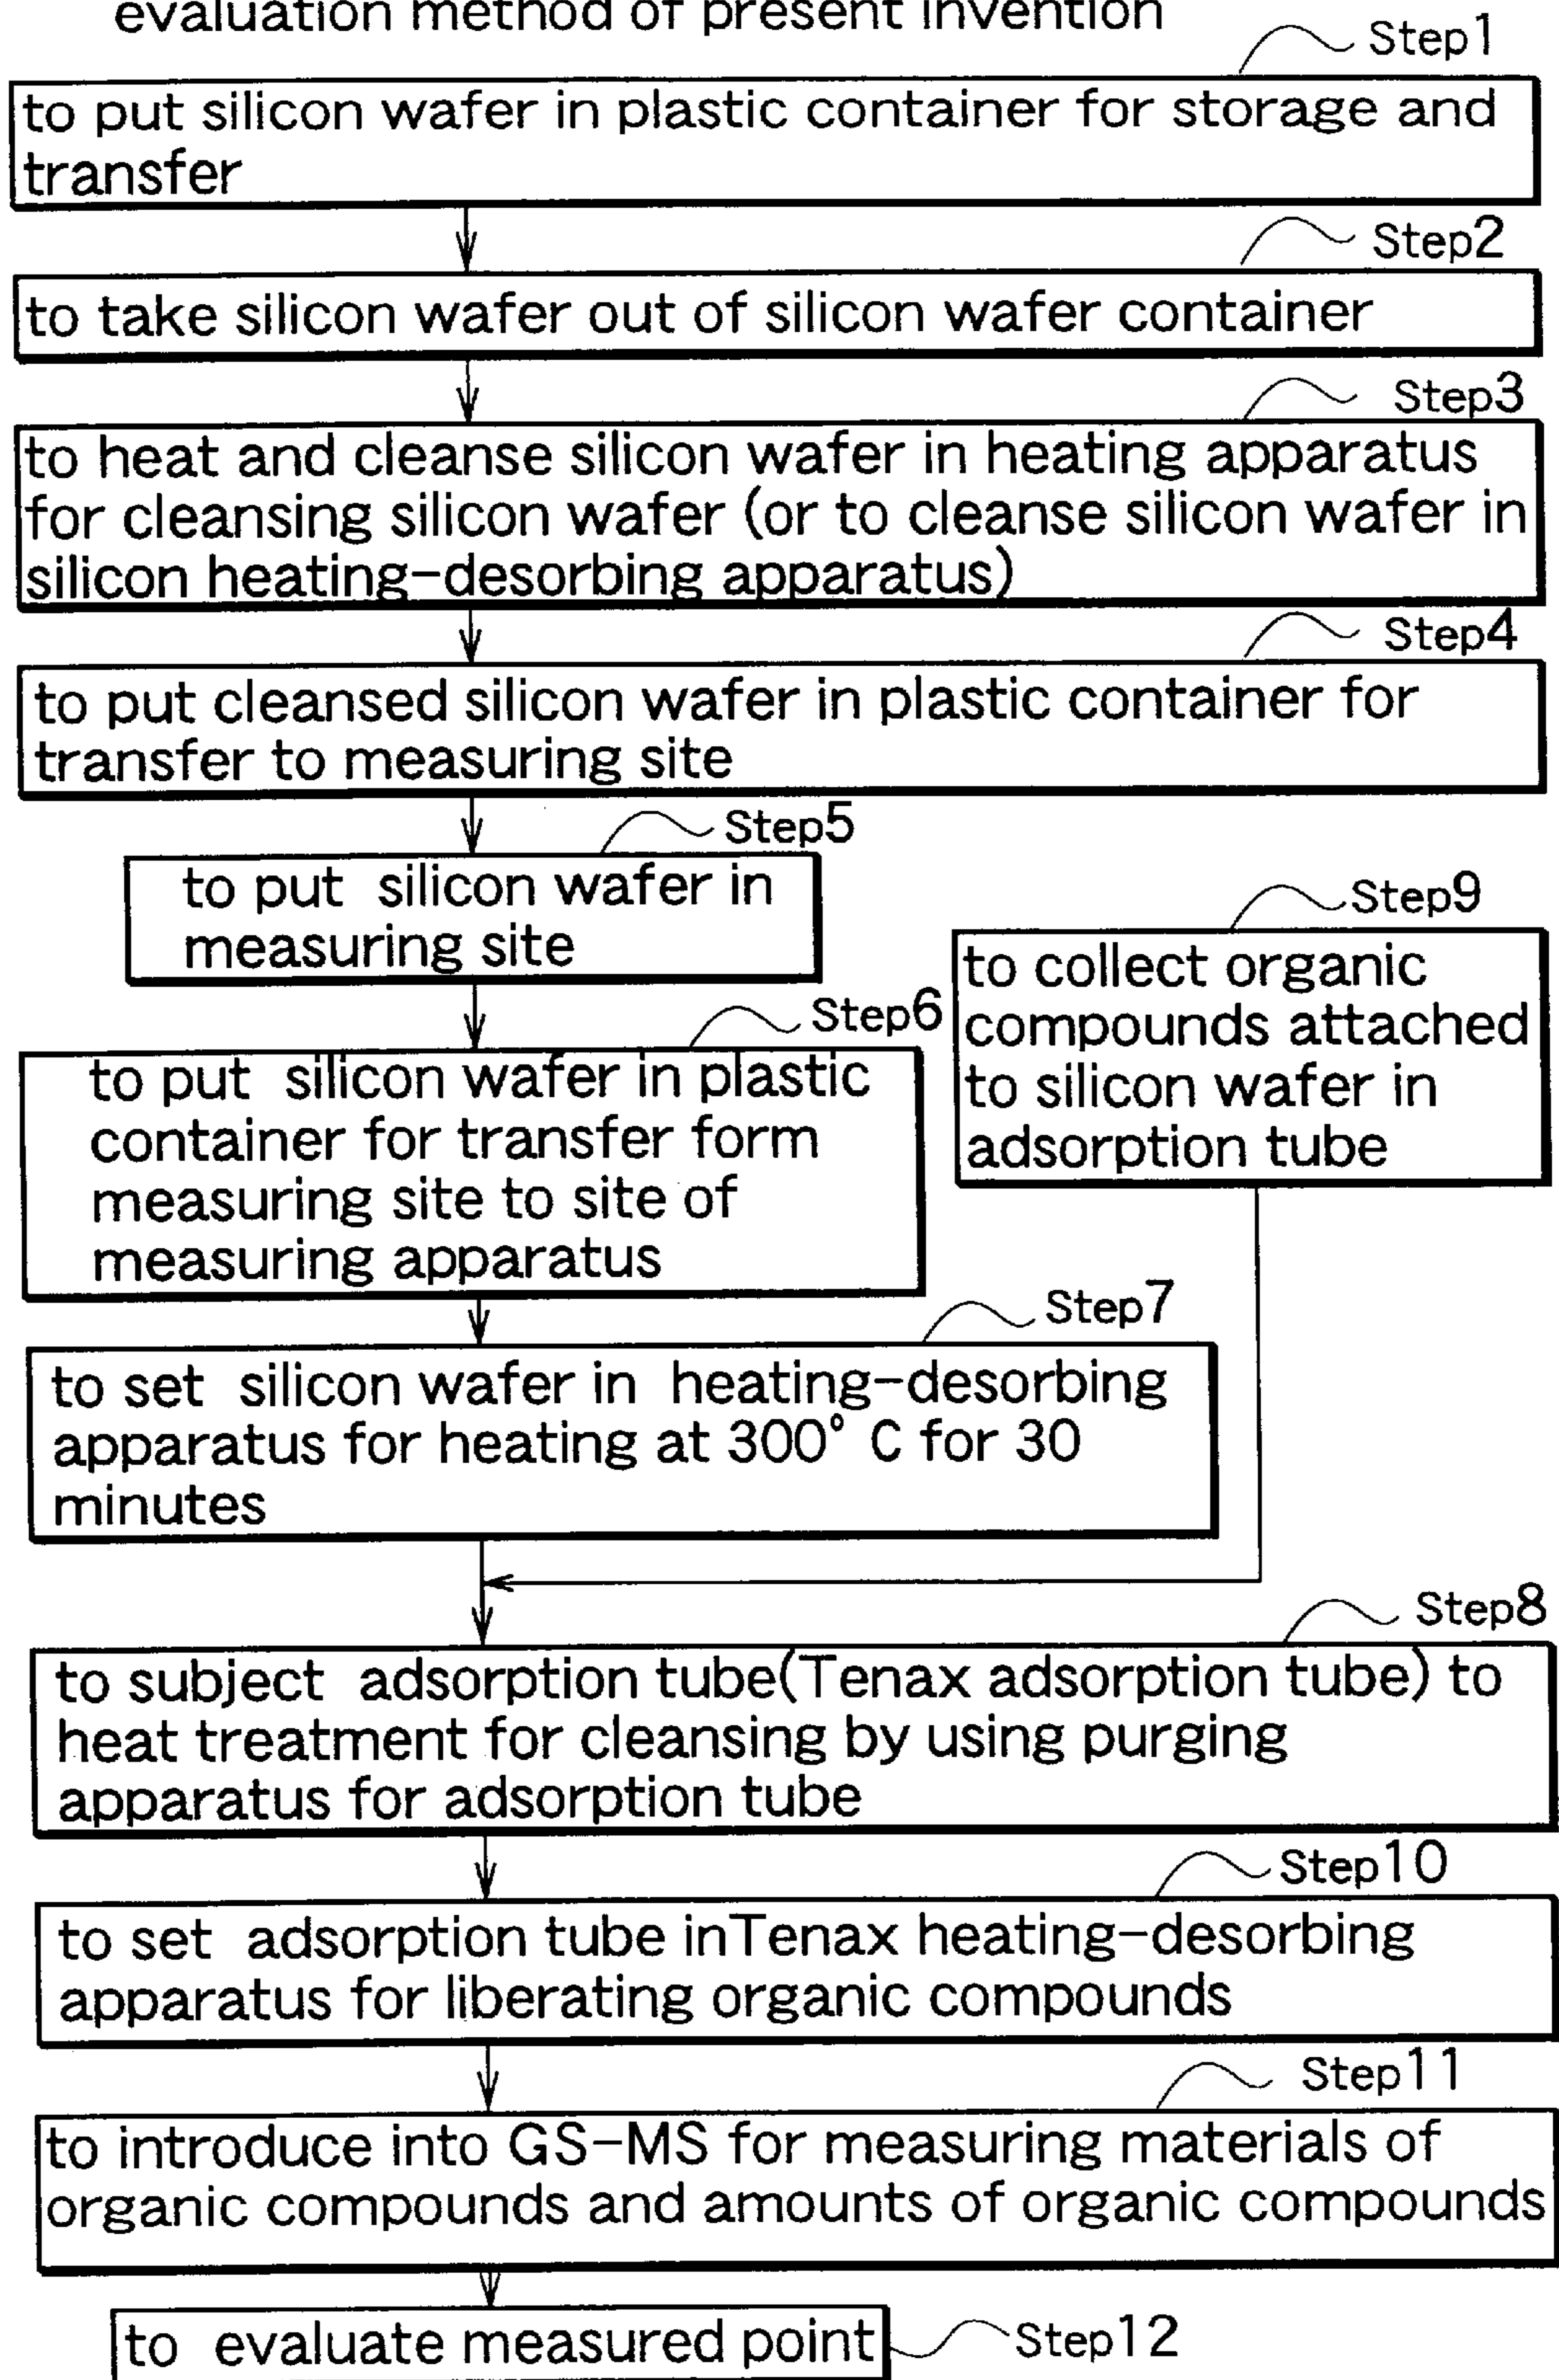 evaluation method of present invention
Step1
to put silicon wafer in plastic container for storage and
transfer
Step2
to take silicon wafer out of silicon wafer container
Step3
to heat and cleanse silicon wafer in heating apparatus
for cleansing silicon wafer (or to cleanse silicon wafer in
silicon heating-desorbing apparatus)
Step4
to put cleansed silicon wafer in plastic container for
transfer to measuring site
Step5
to put silicon wafer in
measuring site
Step6
to put silicon wafer in plastic
container for transfer form
measuring site to site of
measuring apparatus
Step9
to collect organic
compounds attached
to silicon wafer in
adsorption tube
Step7
to set silicon wafer in heating-desorbing
apparatus for heating at 300° C for 30
minutes
Step8
to subject adsorption tube(Tenax adsorption tube) to
heat treatment for cleansing by using purging
apparatus for adsorption tube
Step10
to set adsorption tube inTenax heating-desorbing
apparatus for liberating organic compounds
Step11
to introduce into GS-MS for measuring materials of
organic compounds and amounts of organic compounds
to evaluate measured point
Step12